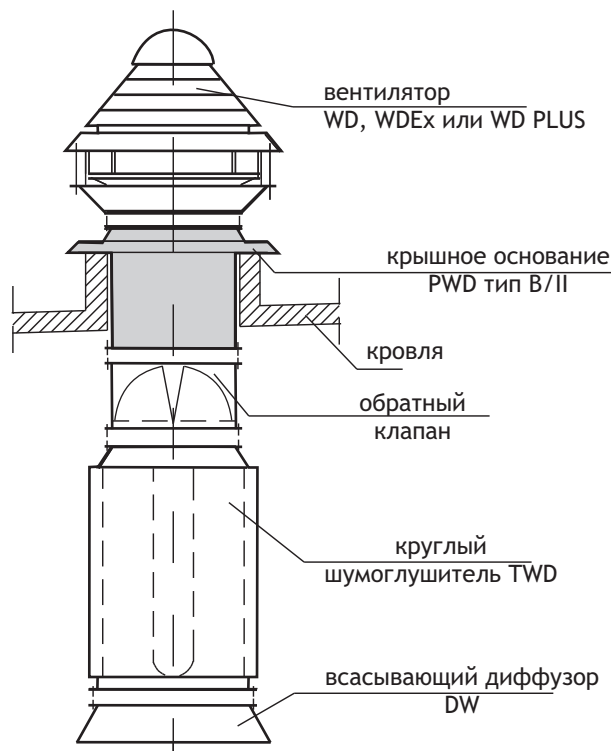 вентилятор
WD, WDEx или WD PLUS
крышное основание
PWD тип B/II
кровля
обратный
клапан
круглый
шумоглушитель TWD
всасывающий диффузор
DW